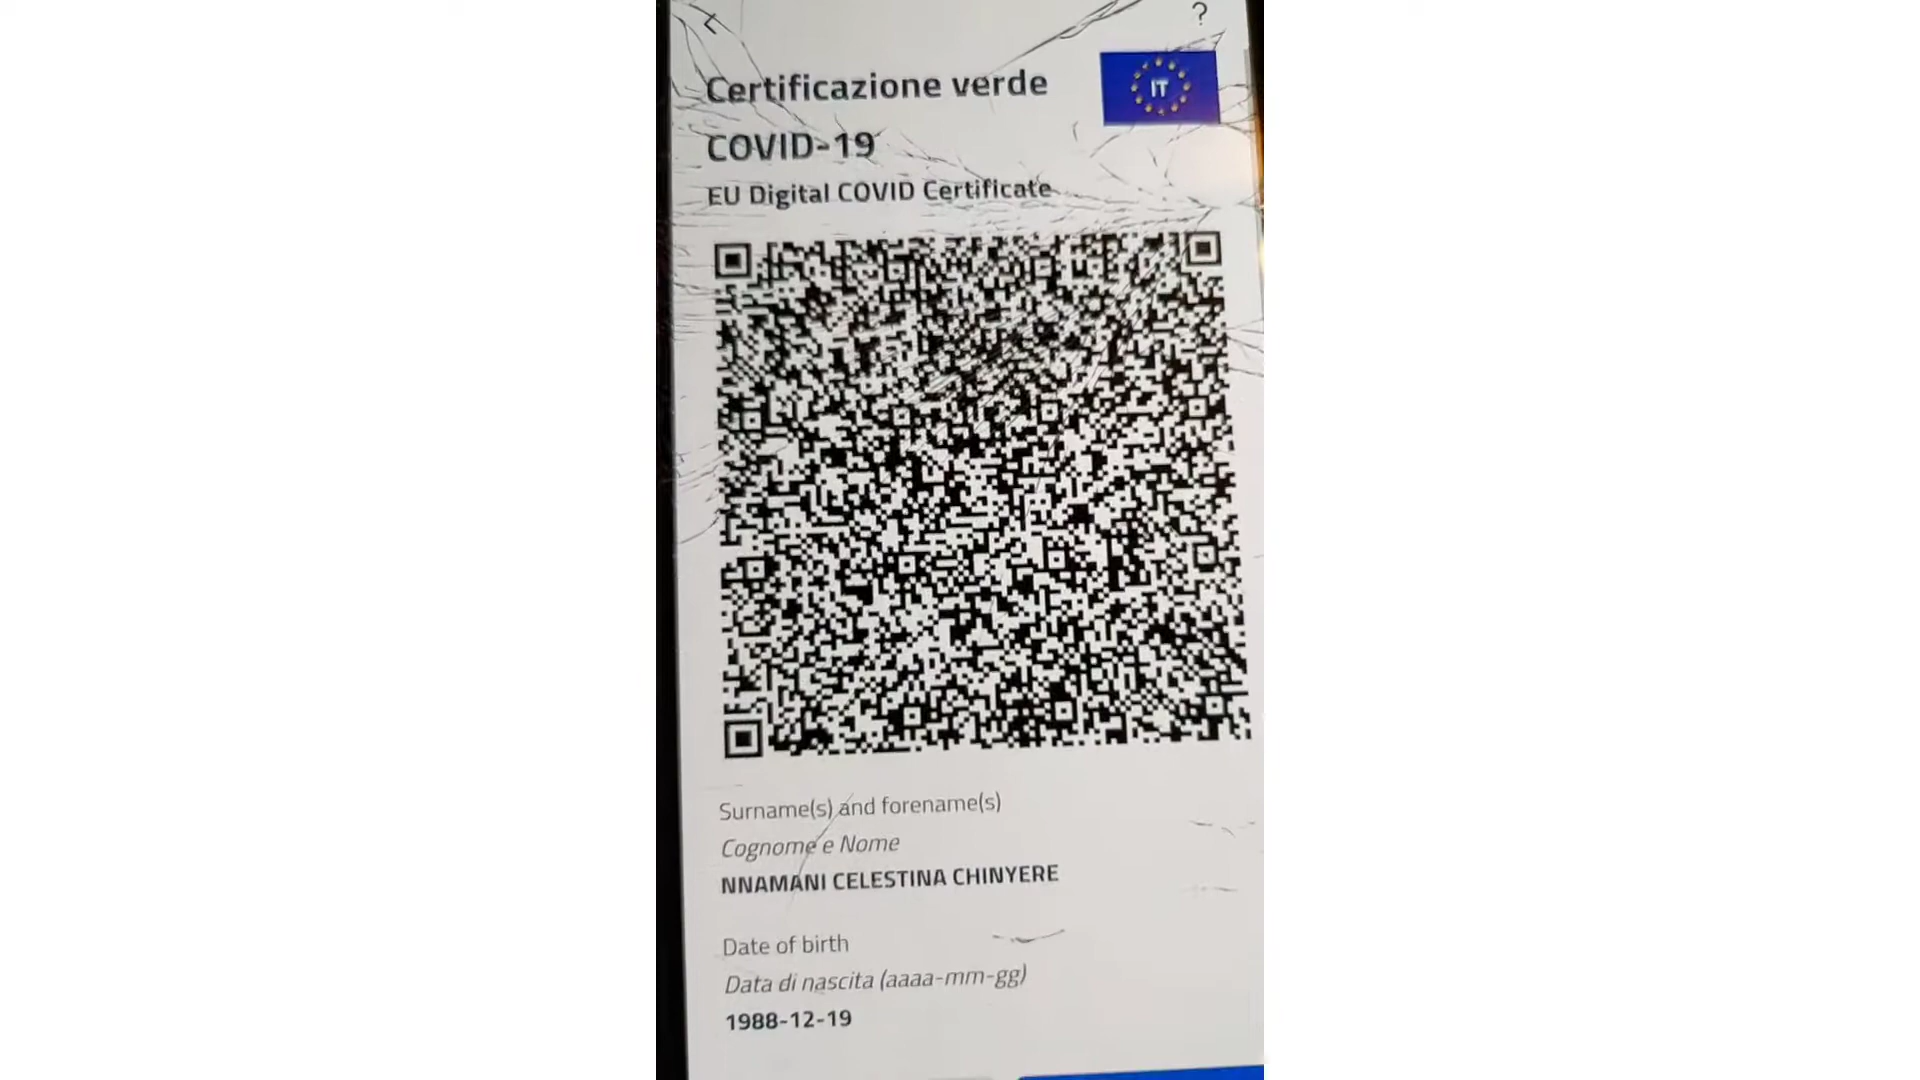 ?
Certificazione verde
COVID-19
IT
EU Digital COVID Certificate
Surname(s) and forename(s)
Cognome e Nome
NNAMANI CELESTINA CHINYERE
Date of birth
Data di nascita (aaaa-mm-gg)
1988-12-19